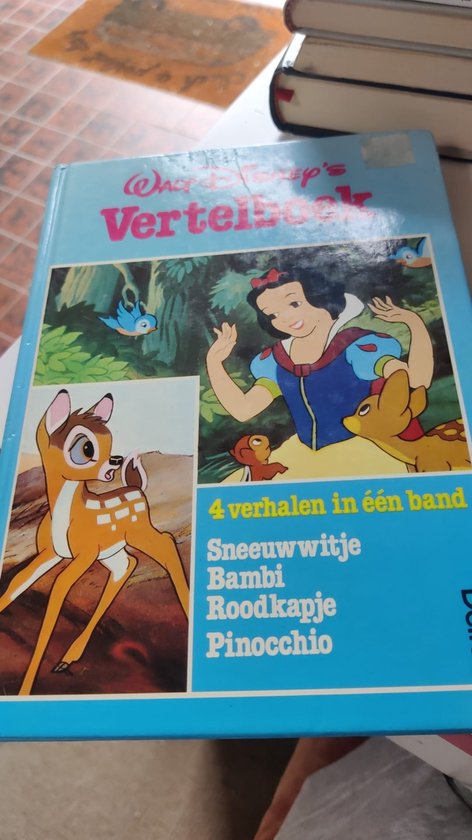 Walt Disney's
Vertelboek
4 verhalen in één band
Sneeuwwitje
Bambi
Roodkapje
Pinocchio